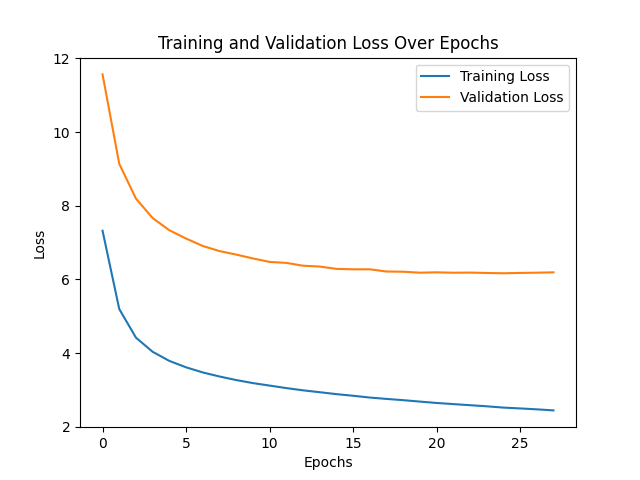 Training and Validation Loss Over Epochs
Training Loss
Validation Loss
Loss
12
10
8
6
4
2
0
5
10
15
20
25
Epochs